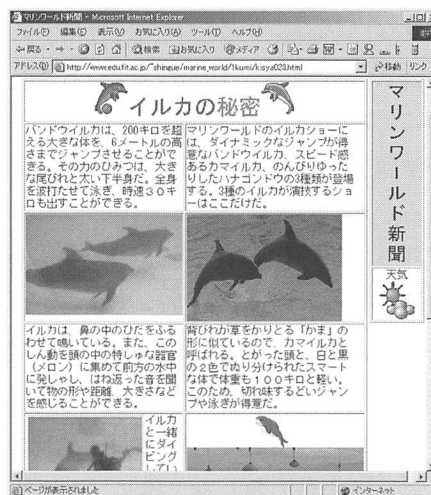 マリンワールド新聞 - Microsoft Internet Explorer
ファイル(F) 編集(E) 表示(V) お気に入り(A) ツール(T) ヘルプ(H)
戻る 検索 お気に入り メディア
アドレス(D) http://www.edu.fit.ac.jp/~shingue/marine_world/1kumi/kisya028.html 移動 リンク
イルカの秘密
バンドウイルカは、200キロを超
える大きな体を、6メートルの高
さまでジャンプさせることがで
きる。その力のひみつは、大き
な尾びれと太い下半身だ。全身
を波打たせて泳ぎ、時速30キ
ロも出すことができる。
マリンワールドのイルカショーに
は、ダイナミックなジャンプが得
意なバンドウイルカ、スピード感
あるカマイルカ、のんびりゆった
りしたハナゴンドウの3種類が登場
する。3種のイルカが演技するショ
ーはここだけだ。
イルカは、鼻の中のひだをふる
わせて鳴いている。また、この
しん動を頭の中の特しゅな器官
(メロン)に集めて前方の水中
に発しゃし、はね返った音を聞
いて物の形や距離、大きさなど
を感じることができる。
背びれが草をかりとる「かま」の
形に似ているので、カマイルカと
呼ばれる。とがった頭と、白と黒
の2色でぬり分けられたスマート
な体で体重も100キロと軽い。
このため、切れ味するどいジャン
プや泳ぎが得意だ。
イルカ
と一緒
にダイ
ビング
してい
マリンワールド新聞
天気
ページが表示されました インターネット